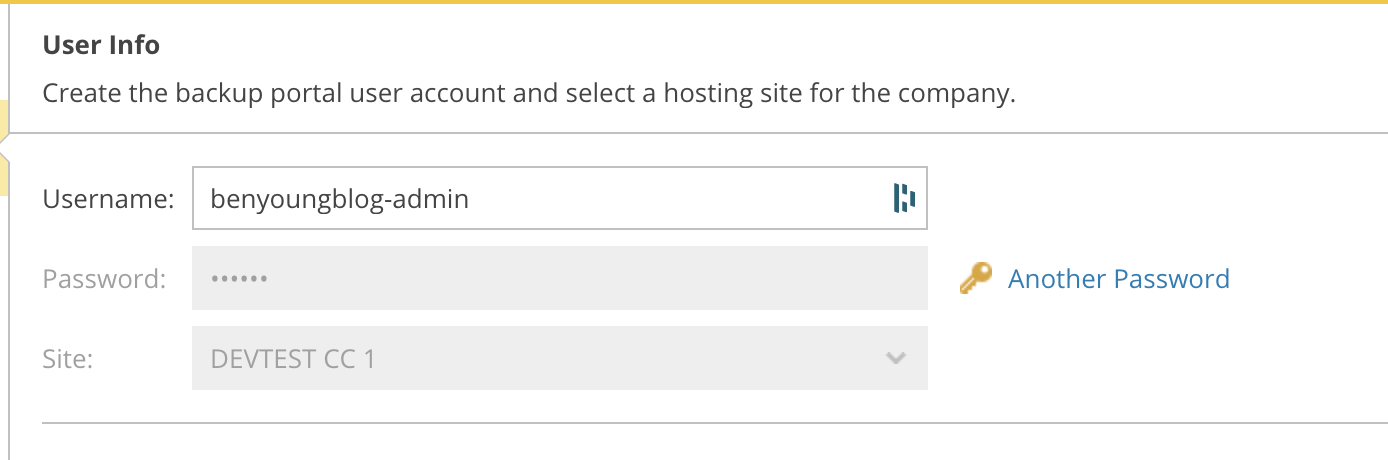 User Info
Create the backup portal user account and select a hosting site for the company.
Username: benyoungblog-admin
Password: ••••••
Another Password
Site: DEVTEST CC 1